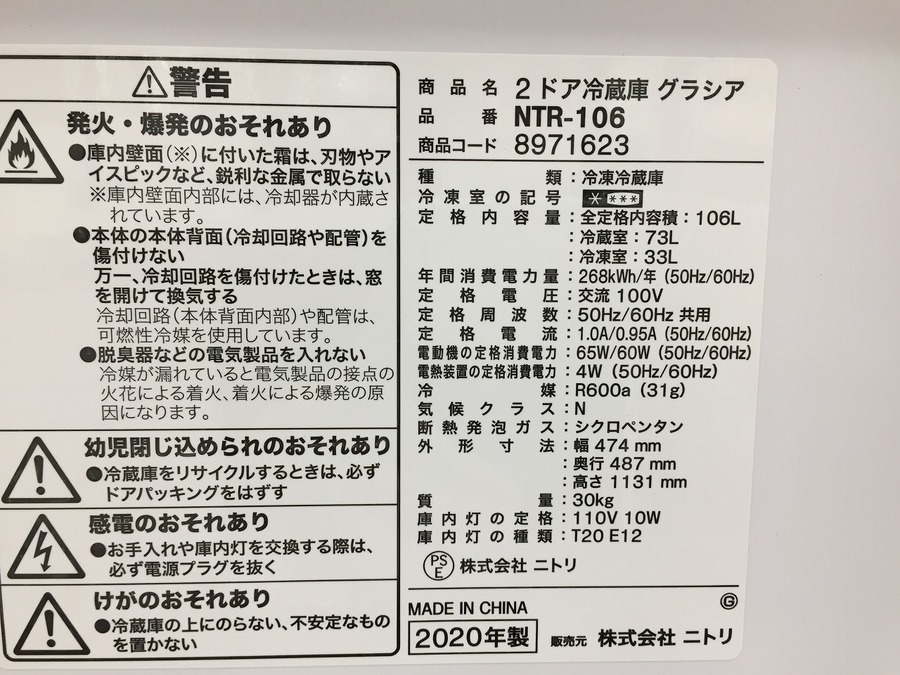 警告
発火・爆発のおそれあり
●庫内壁面(※)に付いた霜は、刃物やア
イスピックなど、鋭利な金属で取らない
※庫内壁面内部には、冷却器が内蔵さ
れています。
●本体の本体背面(冷却回路や配管)を
傷付けない
万一、冷却回路を傷付けたときは、窓
を開けて換気する
冷却回路(本体背面内部)や配管は、
可燃性冷媒を使用しています。
●脱臭器などの電気製品を入れない
冷媒が漏れていると電気製品の接点の
火花による着火、着火による爆発の原
因になります。
幼児閉じ込められのおそれあり
●冷蔵庫をリサイクルするときは、必ず
ドアパッキングをはずす
感電のおそれあり
●お手入れや庫内灯を交換する際は、
必ず電源プラグを抜く
けがのおそれあり
●冷蔵庫の上にのらない、不安定なもの
を置かない
商品名 2ドア冷蔵庫 グラシア
品番 NTR-106
商品コード 8971623
種類:冷凍冷蔵庫
冷凍室の記号 * ***
定格内容量:全定格内容積:106L
:冷蔵室:73L
:冷凍室:33L
年間消費電力量:268kWh/年(50Hz/60Hz)
定格電圧:交流 100V
定格周波数:50Hz/60Hz 共用
定格電流:1.0A/0.95A(50Hz/60Hz)
電動機の定格消費電力:65W/60W(50Hz/60Hz)
電熱装置の定格消費電力:4W(50Hz/60Hz)
冷媒:R600a(31g)
気候クラス:N
断熱発泡ガス:シクロペンタン
外形寸法:幅 474 mm
:奥行 487 mm
:高さ 1131 mm
質量:30kg
庫内灯の定格:110V 10W
庫内灯の種類:T20 E12
PSE 株式会社 ニトリ
MADE IN CHINA G
2020年製 販売元 株式会社 ニトリ